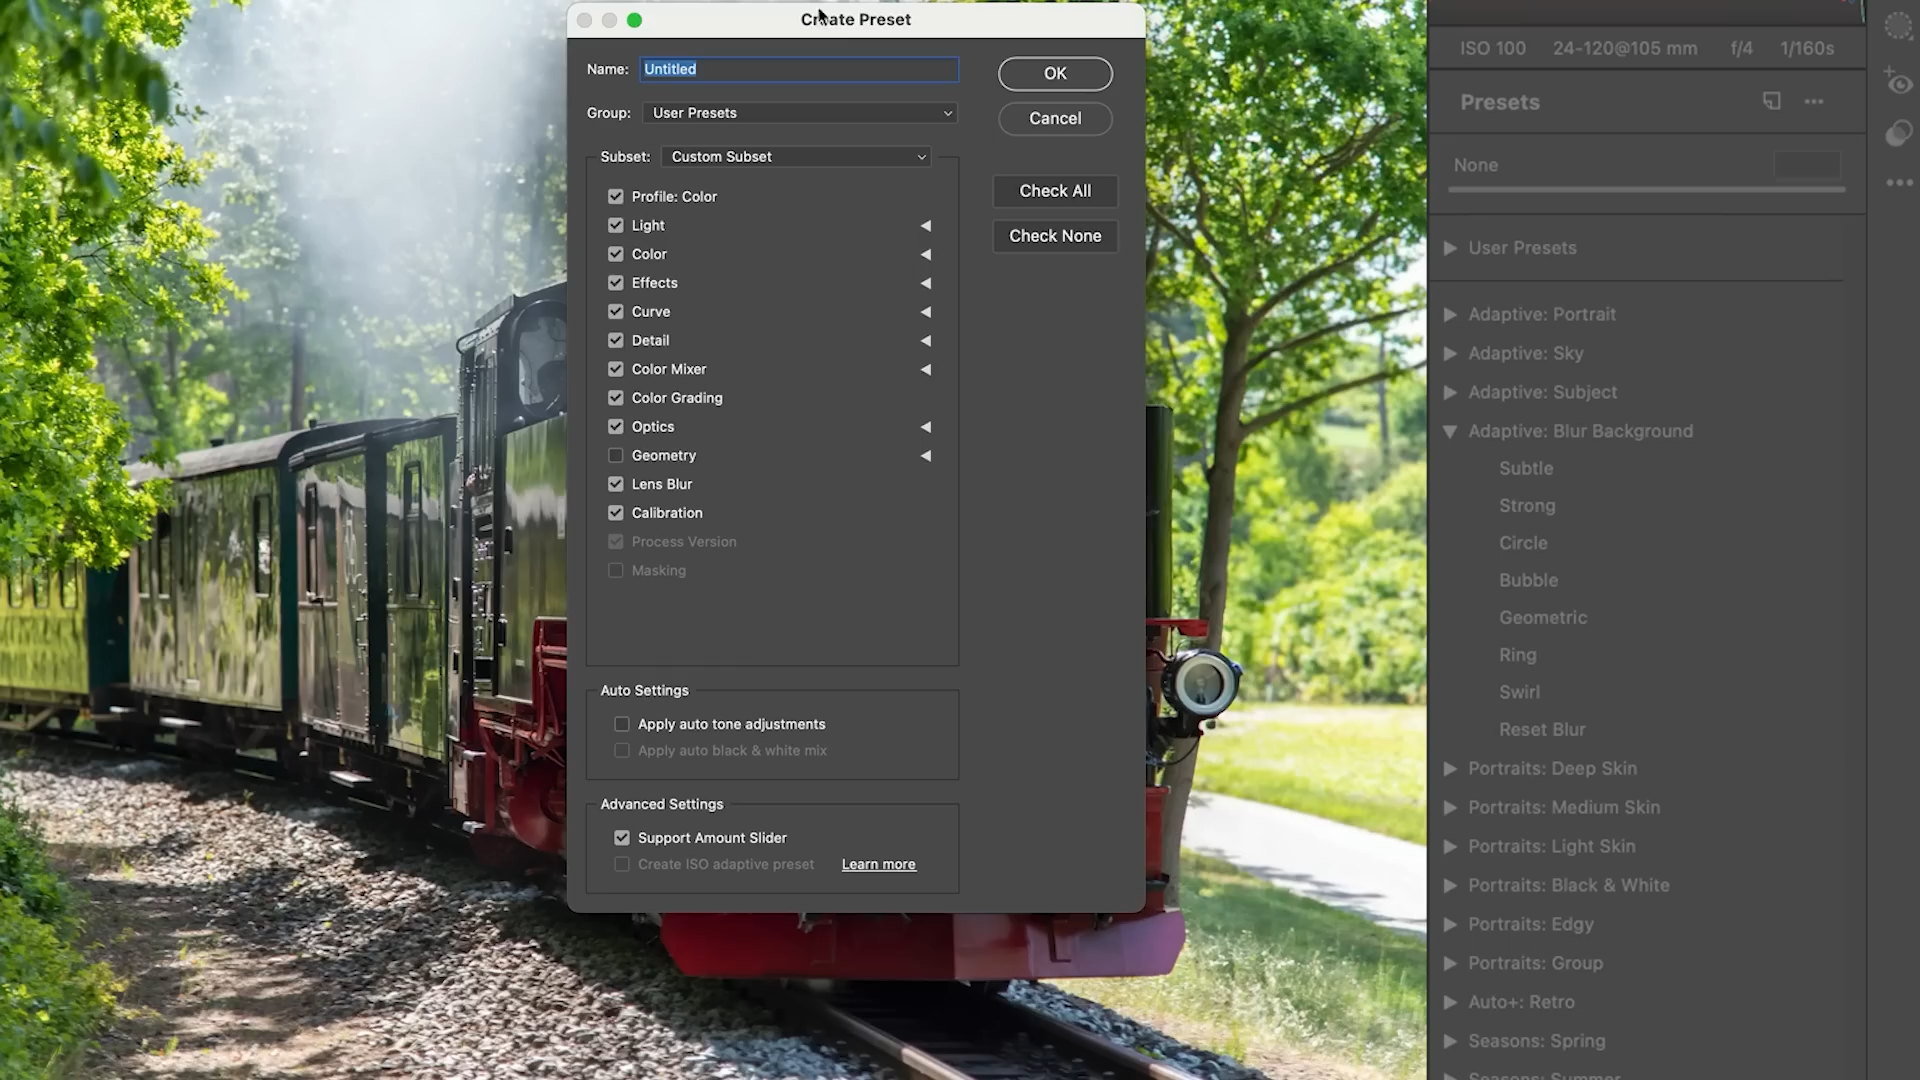 Create Preset
Name: Untitled
OK
Group: User Presets
Cancel
Subset: Custom Subset
Check All
Check None
Profile: Color
Light
Color
Effects
Curve
Detail
Color Mixer
Color Grading
Optics
Geometry
Lens Blur
Calibration
Process Version
Masking
Auto Settings
Apply auto tone adjustments
Apply auto black & white mix
Advanced Settings
Support Amount Slider
Create ISO adaptive preset Learn more
ISO 100 24-120@105 mm f/4 1/160s
Presets
None
User Presets
Adaptive: Portrait
Adaptive: Sky
Adaptive: Subject
Adaptive: Blur Background
Subtle
Strong
Circle
Bubble
Geometric
Ring
Swirl
Reset Blur
Portraits: Deep Skin
Portraits: Medium Skin
Portraits: Light Skin
Portraits: Black & White
Portraits: Edgy
Portraits: Group
Auto+: Retro
Seasons: Spring
Seasons: Summer